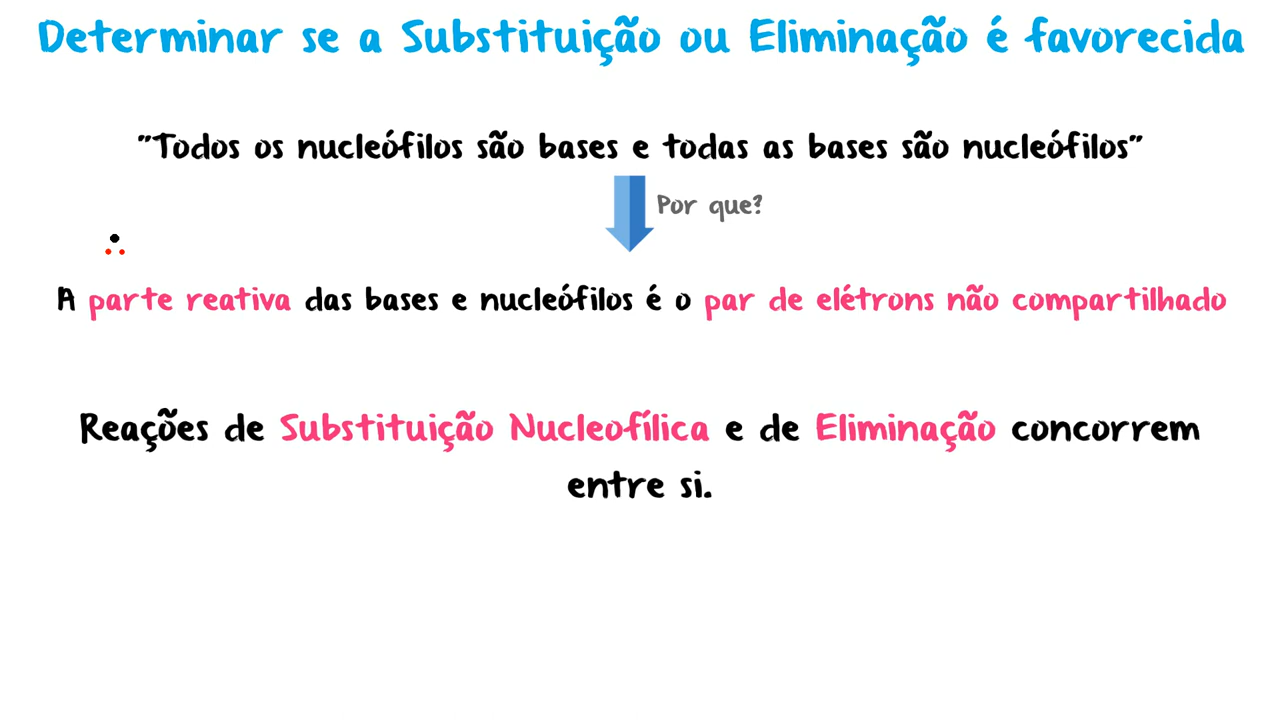 Determinar se a Substituição ou Eliminação é favorecida
"Todos os nucleófilos são bases e todas as bases são nucleófilos"
Por que?
A parte reativa das bases e nucleófilos é o par de elétrons não compartilhado
Reações de Substituição Nucleofílica e de Eliminação concorrem
entre si.